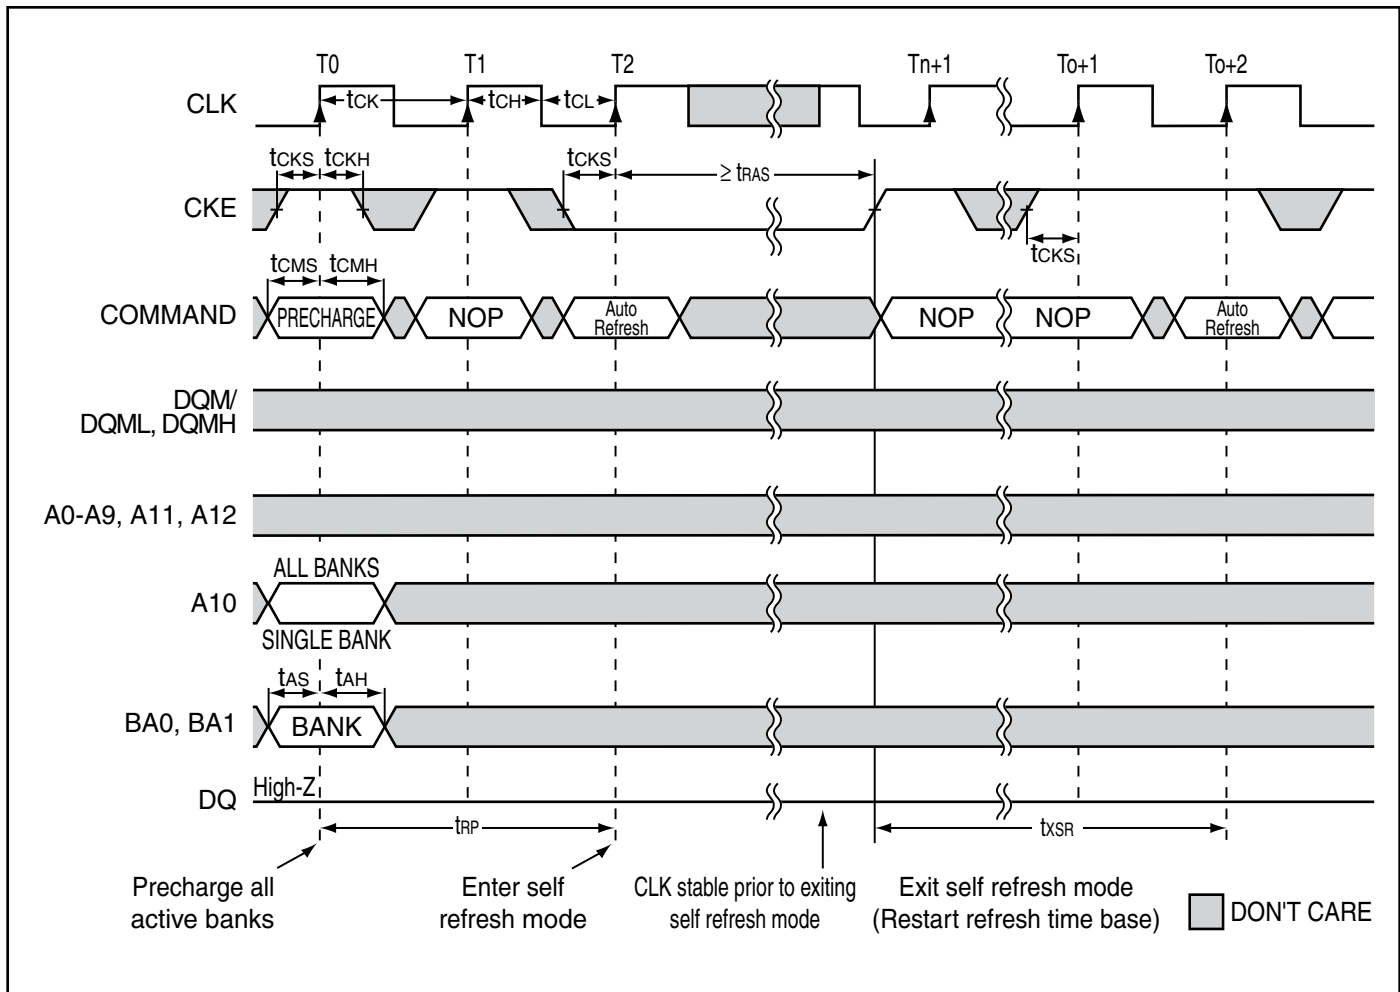 T0 T1 T2 Tn+1 To+1 To+2
CLK tCK tCH tCL
tCKS tCKH tCKS ≥ tRAS
CKE
tCKS
tCMS tCMH
COMMAND PRECHARGE NOP Auto Refresh NOP NOP Auto Refresh
DQM/
DQML, DQMH
A0-A9, A11, A12
ALL BANKS
A10
SINGLE BANK
tAS tAH
BA0, BA1 BANK
DQ High-Z
tRP tXSR
Precharge all
active banks
Enter self
refresh mode
CLK stable prior to exiting
self refresh mode
Exit self refresh mode
(Restart refresh time base)
DON'T CARE